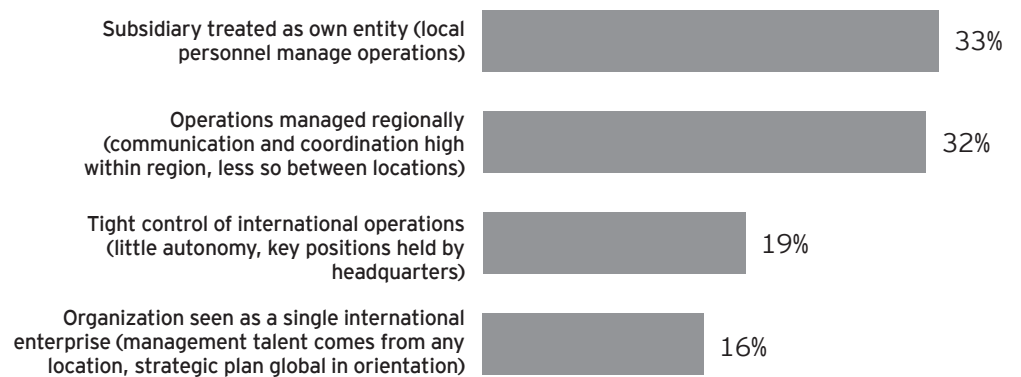 Subsidiary treated as own entity (local
personnel manage operations)
33%
Operations managed regionally
(communication and coordination high
within region, less so between locations)
32%
Tight control of international operations
(little autonomy, key positions held by
headquarters)
19%
Organization seen as a single international
enterprise (management talent comes from any
location, strategic plan global in orientation)
16%